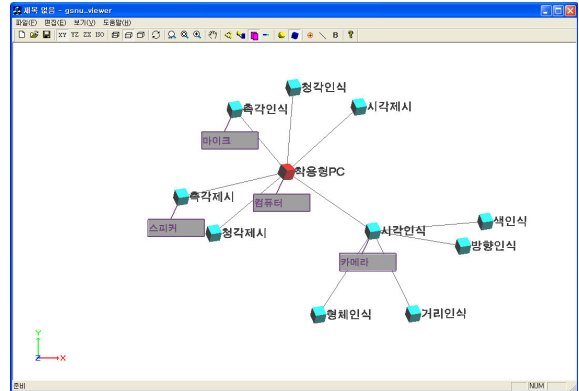 제목 없음 - gsnu_viewer
파일(F) 편집(E) 보기(V) 도움말(H)
XY YZ ZX ISO B ?
청각인식
촉각인식
시각제시
마이크
착용형PC
촉각제시
컴퓨터
스피커
청각제시
시각인식
색인식
방향인식
카메라
형체인식
거리인식
Y
Z X
준비 NUM